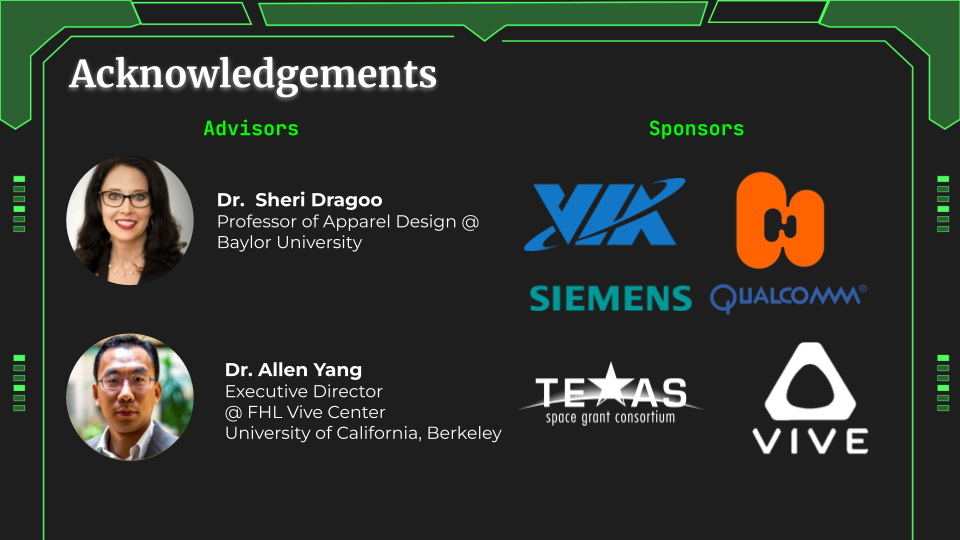 Acknowledgements
Advisors
Dr.  Sheri Dragoo
Professor of Apparel Design @
Baylor University
Dr. Allen Yang
Executive Director
@ FHL Vive Center
University of California, Berkeley
Sponsors
VIA
SIEMENS
QUALCOMM®
TEXAS
space grant consortium
VIVE